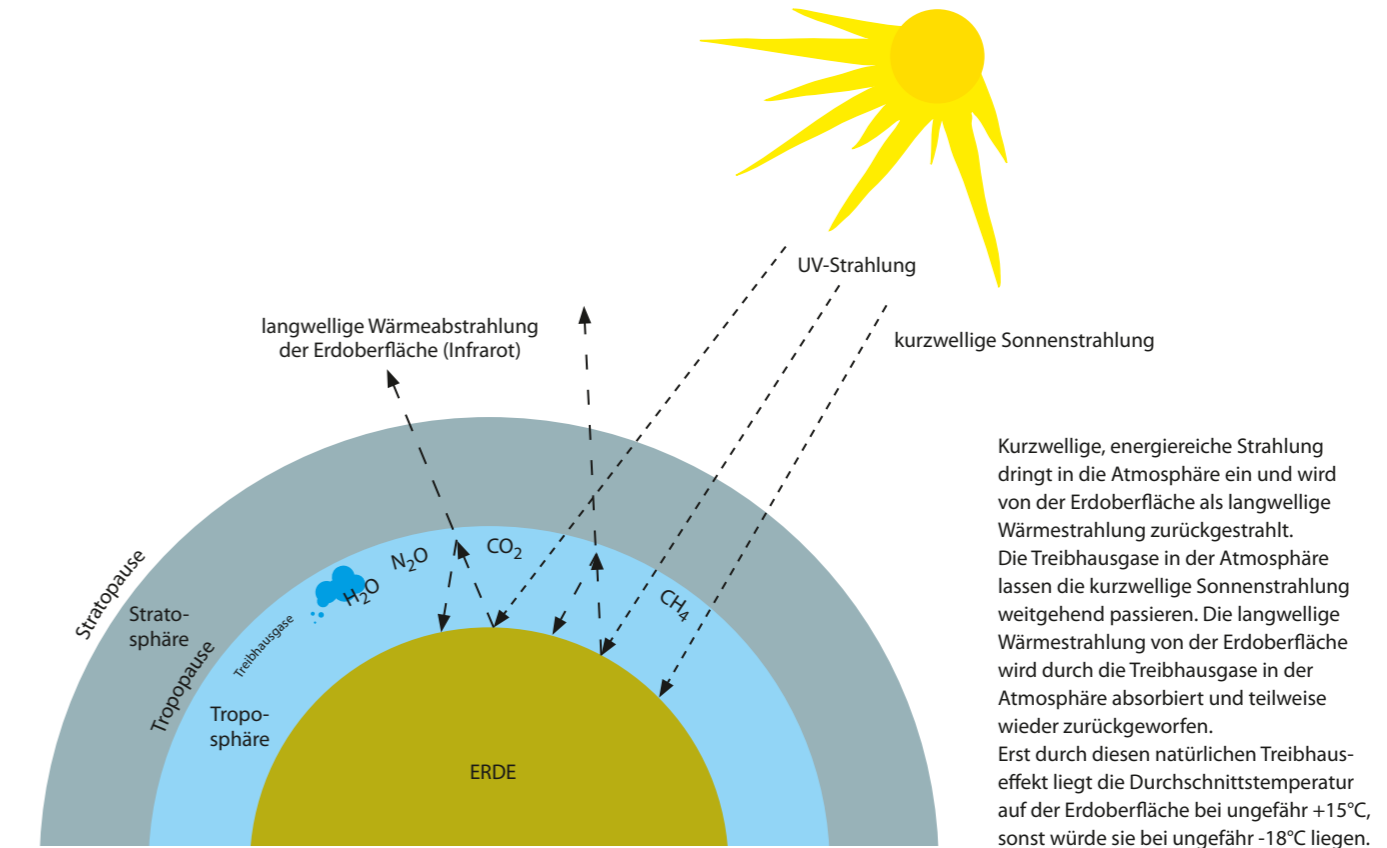 UV-Strahlung
langwellige Wärmeabstrahlung
der Erdoberfläche (Infrarot)
kurzwellige Sonnenstrahlung
Kurzwellige, energiereiche Strahlung
dringt in die Atmosphäre ein und wird
von der Erdoberfläche als langwellige
Wärmestrahlung zurückgestrahlt.
Die Treibhausgase in der Atmosphäre
lassen die kurzwellige Sonnenstrahlung
weitgehend passieren. Die langwellige
Wärmestrahlung von der Erdoberfläche
wird durch die Treibhausgase in der
Atmosphäre absorbiert und teilweise
wieder zurückgeworfen.
Erst durch diesen natürlichen Treibhaus-
effekt liegt die Durchschnittstemperatur
auf der Erdoberfläche bei ungefähr +15°C,
sonst würde sie bei ungefähr -18°C liegen.
Stratopause
Strato-
sphäre
Tropopause
Treibhausgase
H₂O
N₂O
CO₂
CH₄
Tropo-
sphäre
ERDE